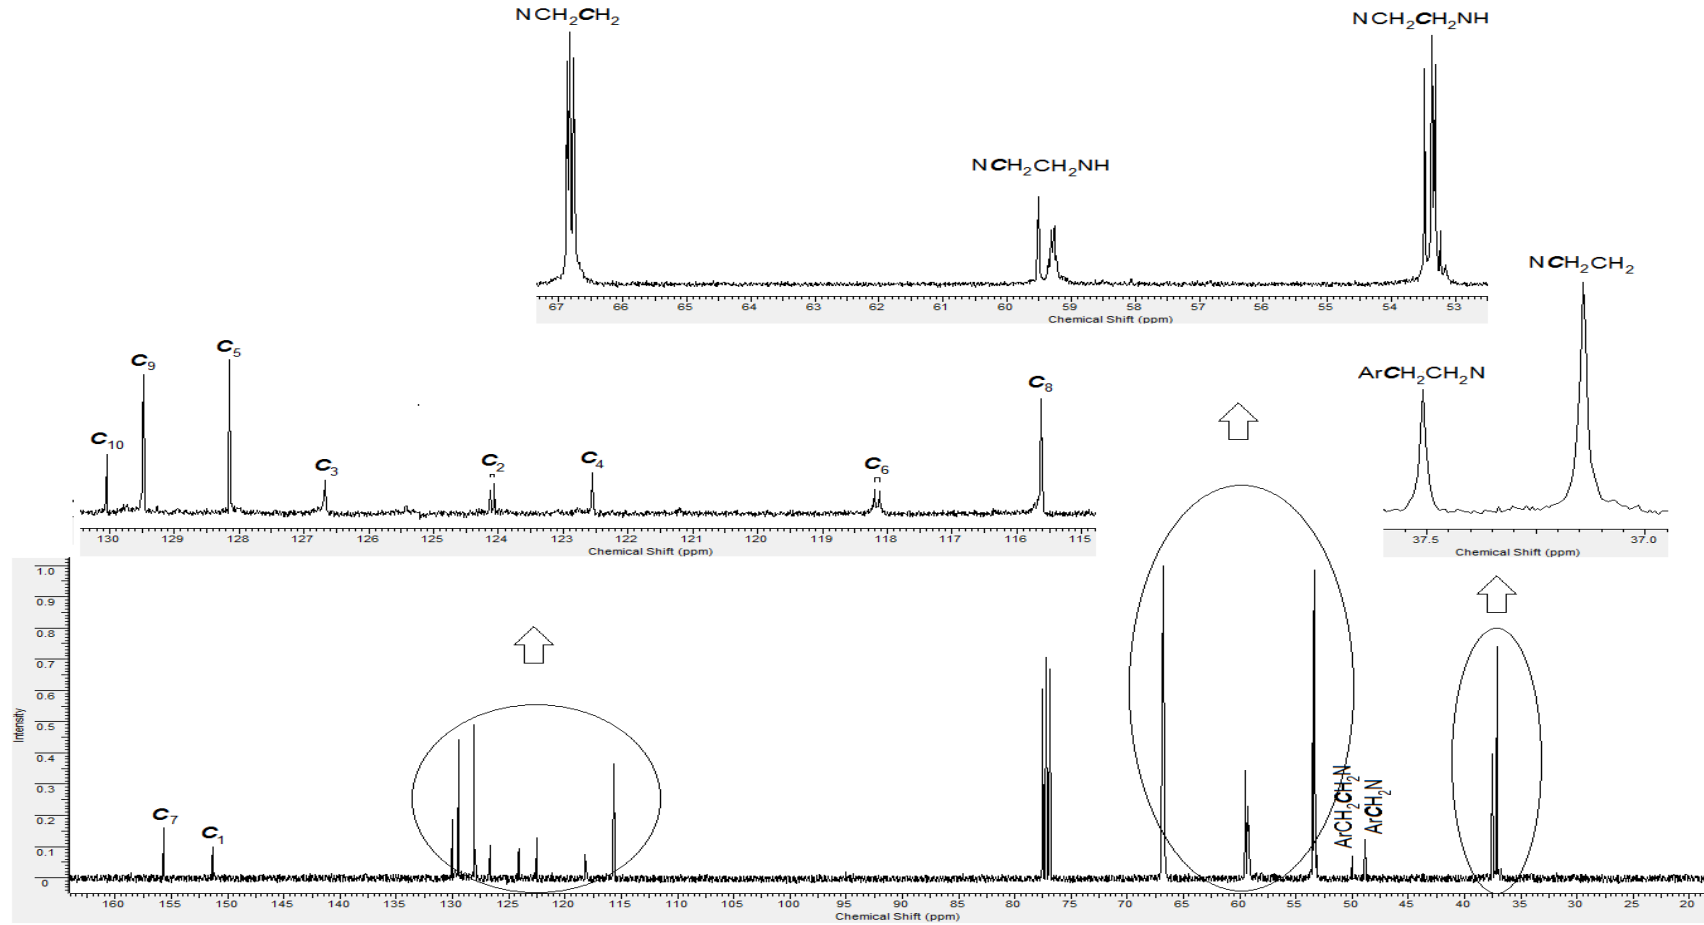 NCH₂CH₂
NCH₂CH₂NH
NCH₂CH₂NH
67 66 65 64 63 62 61 60 59 58 57 56 55 54 53
Chemical Shift (ppm)
NCH₂CH₂
ArCH₂CH₂N
37.5 37.0
Chemical Shift (ppm)
C₁₀ C₉ C₅ C₃ C₂ C₄ C₆ C₈
130 129 128 127 126 125 124 123 122 121 120 119 118 117 116 115
Chemical Shift (ppm)
1.0
0.9
0.8
0.7
0.6
0.5
0.4
0.3
0.2
0.1
0
Intensity
C₇ C₁
ArCH₂CH₂N
ArCH₂N
160 155 150 145 140 135 130 125 120 115 110 105 100 95 90 85 80 75 70 65 60 55 50 45 40 35 30 25 20
Chemical Shift (ppm)